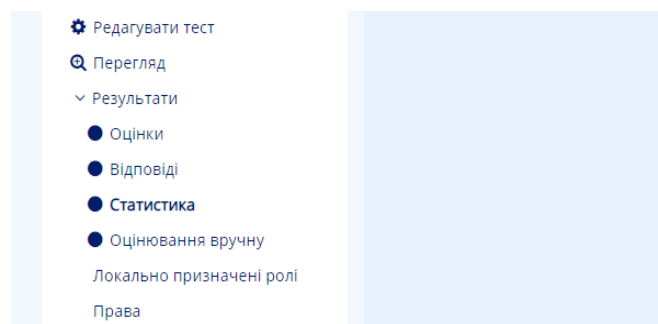 Редагувати тест
Перегляд
Результати
Оцінки
Відповіді
Статистика
Оцінювання вручну
Локально призначені ролі
Права